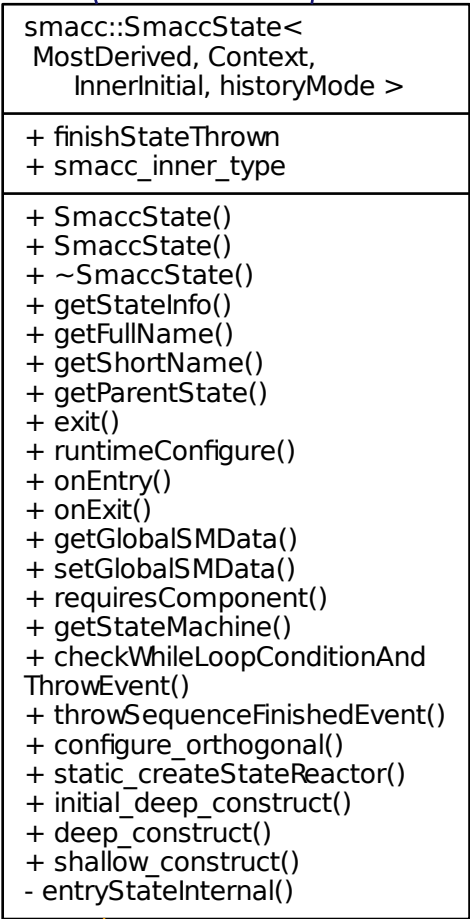 smacc::SmaccState<
MostDerived, Context,
InnerInitial, historyMode >
+ finishStateThrown
+ smacc_inner_type
+ SmaccState()
+ SmaccState()
+ ~SmaccState()
+ getStateInfo()
+ getFullName()
+ getShortName()
+ getParentState()
+ exit()
+ runtimeConfigure()
+ onEntry()
+ onExit()
+ getGlobalSMData()
+ setGlobalSMData()
+ requiresComponent()
+ getStateMachine()
+ checkWhileLoopConditionAnd
ThrowEvent()
+ throwSequenceFinishedEvent()
+ configure_orthogonal()
+ static_createStateReactor()
+ initial_deep_construct()
+ deep_construct()
+ shallow_construct()
- entryStateInternal()